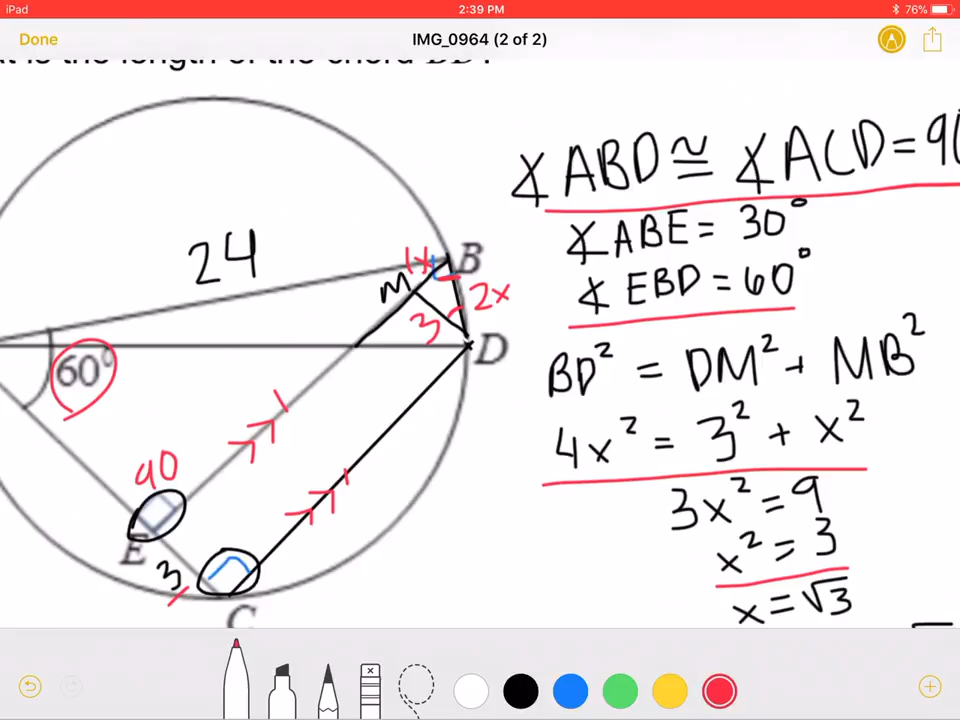 iPad 2:39 PM 76%
Done IMG_0964 (2 of 2)
∡ABD ≅ ∡ACD = 90
∡ABE = 30°
∡EBD = 60°
BD² = DM² + MB²
4x² = 3² + x²
3x² = 9
x² = 3
x = √3
24
1x
B
M
2x
3
D
60°
90
E
3
C